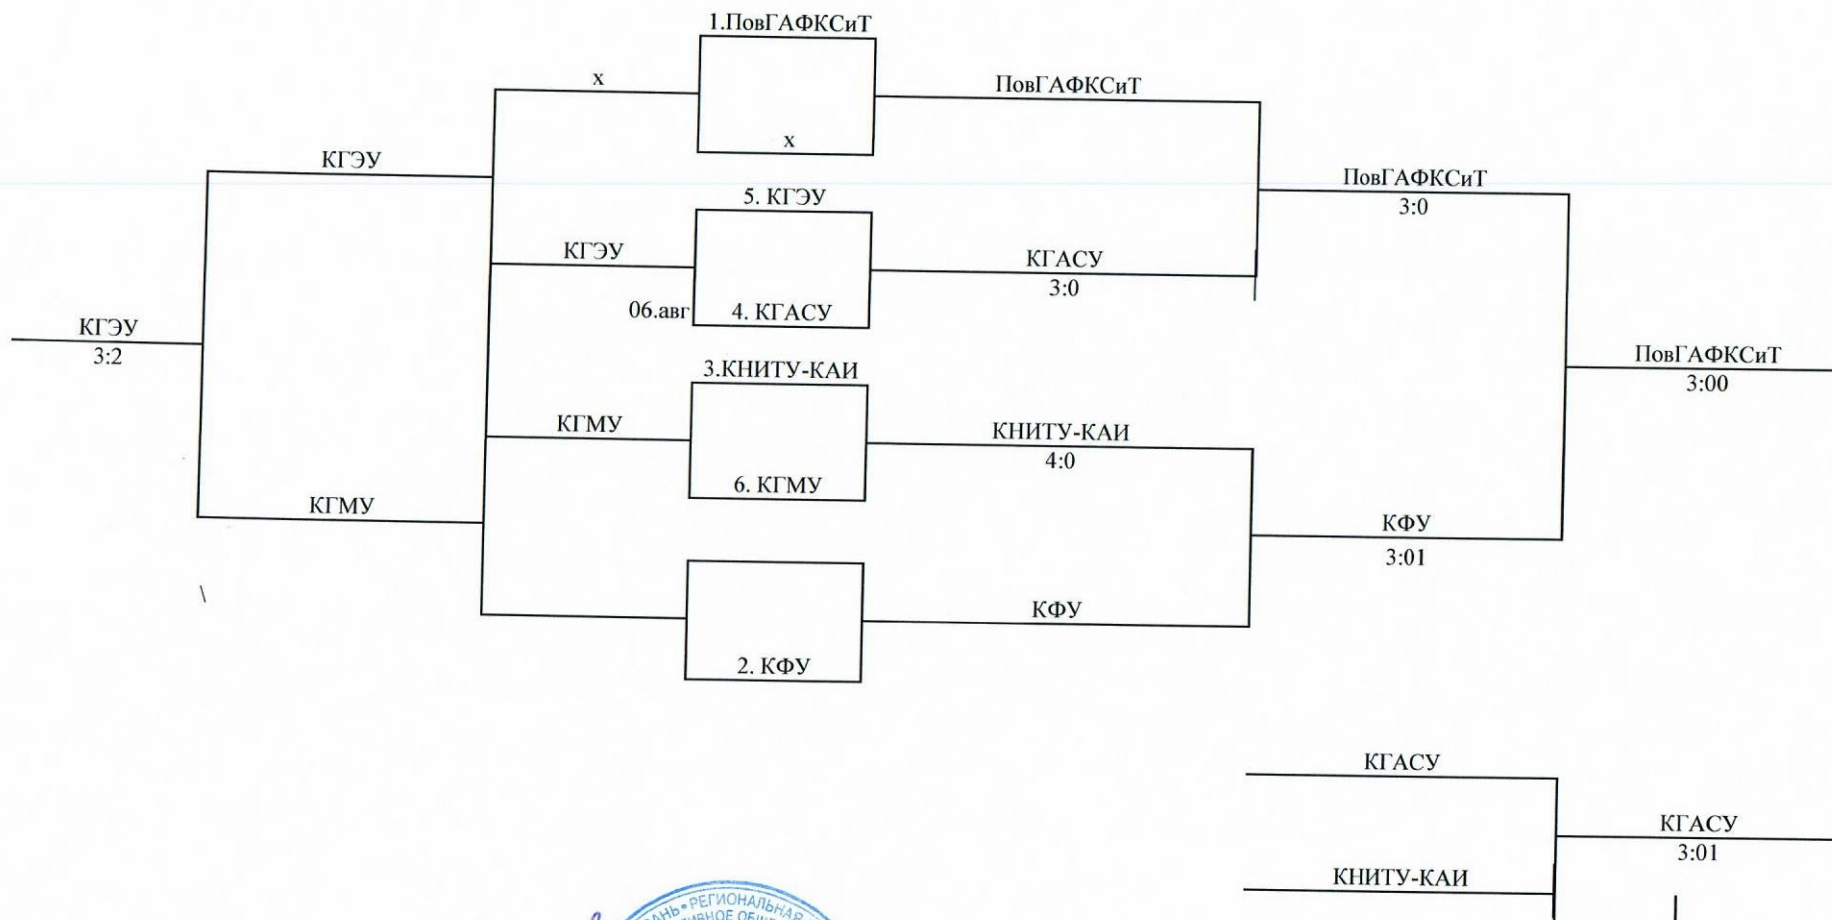 1.ПовГАФКСиТ
х
ПовГАФКСиТ
х
КГЭУ
ПовГАФКСиТ
3:0
5. КГЭУ
КГЭУ
КГАСУ
3:0
06.авг
4. КГАСУ
КГЭУ
3:2
ПовГАФКСиТ
3:00
3.КНИТУ-КАИ
КГМУ
КНИТУ-КАИ
4:0
6. КГМУ
КГМУ
КФУ
3:01
КФУ
2. КФУ
КГАСУ
КГАСУ
3:01
КНИТУ-КАИ
РЕГИОНАЛЬНАЯ